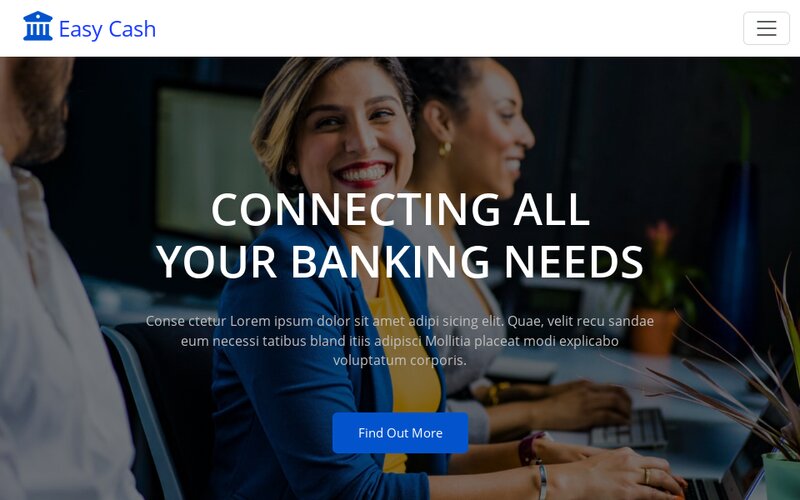 Easy Cash
CONNECTING ALL
YOUR BANKING NEEDS
Conse ctetur Lorem ipsum dolor sit amet adipi sicing elit. Quae, velit recu sandae
eum necessi tatibus bland itiis adipisci Mollitia placeat modi explicabo
voluptatum corporis.
Find Out More